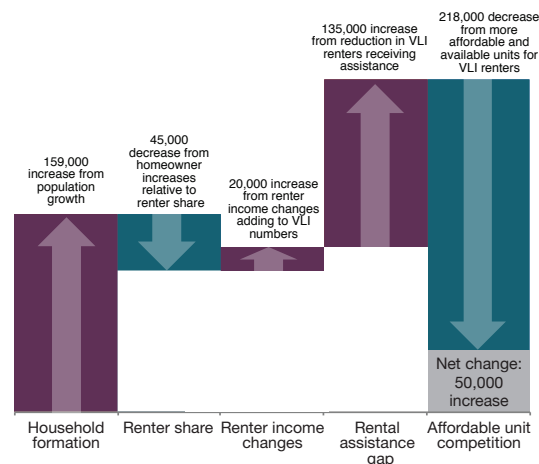 159,000
increase from
population
growth
45,000
decrease from
homeowner
increases
relative to
renter share
20,000 increase
from renter
income changes
adding to VLI
numbers
135,000 increase
from reduction in VLI
renters receiving
assistance
218,000 decrease
from more
affordable and
available units for
VLI renters
Net change:
50,000
increase
Household
formation
Renter share
Renter income
changes
Rental
assistance
gap
Affordable unit
competition